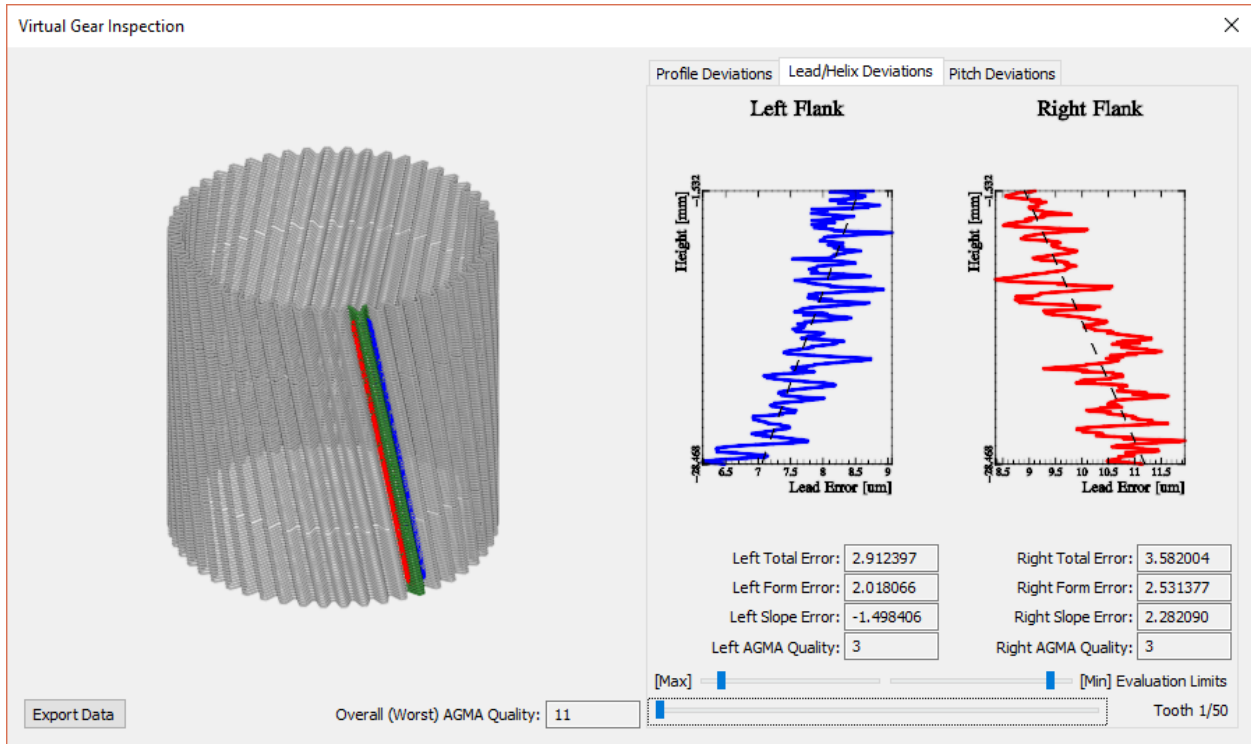 Virtual Gear Inspection
Profile Deviations Lead/Helix Deviations Pitch Deviations
Left Flank Right Flank
-1.532 -1.532
Height [mm] Height [mm]
-28.468 -28.468
6.5 7 7.5 8 8.5 9 8.5 9 9.5 10 10.5 11 11.5
Lead Error [um] Lead Error [um]
Left Total Error: 2.912397 Right Total Error: 3.582004
Left Form Error: 2.018066 Right Form Error: 2.531377
Left Slope Error: -1.498406 Right Slope Error: 2.282090
Left AGMA Quality: 3 Right AGMA Quality: 3
[Max] [Min] Evaluation Limits
Export Data Overall (Worst) AGMA Quality: 11 Tooth 1/50